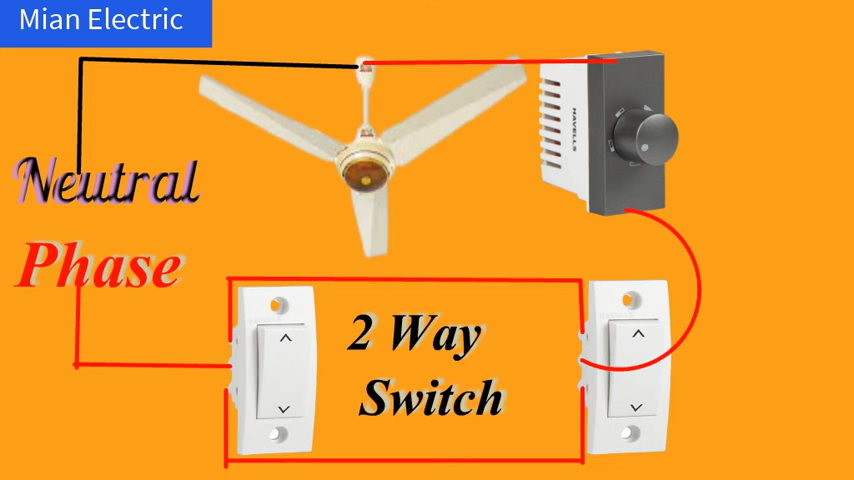 Mian Electric
HAVELLS
Neutral
Phase
2 Way
Switch